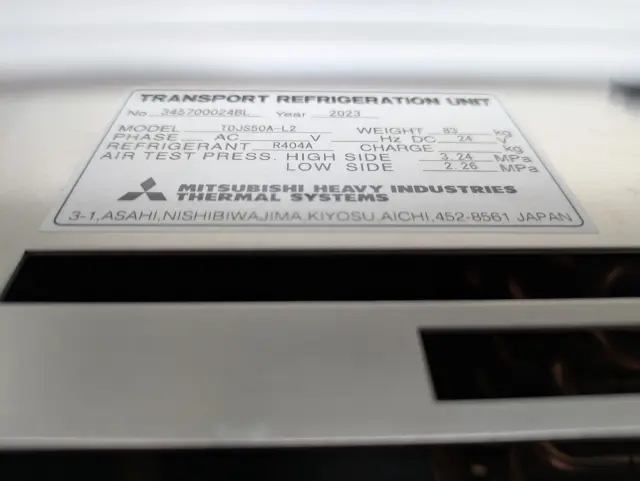 TRANSPORT REFRIGERATION UNIT
No 345700024BL Year 2023
MODEL TDJS50A-L2 WEIGHT 83 kg
PHASE AC V Hz DC 24 V
REFRIGERANT R404A CHARGE kg
AIR TEST PRESS. HIGH SIDE 3.24 MPa
LOW SIDE 2.26 MPa
MITSUBISHI HEAVY INDUSTRIES
THERMAL SYSTEMS
3-1, ASAHI, NISHIBIWAJIMA, KIYOSU, AICHI, 452-8561 JAPAN